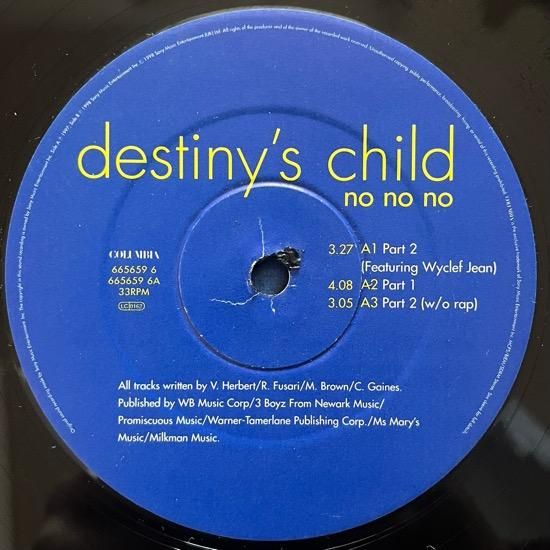 destiny's child
no no no
COLUMBIA
665659 6
665659 6A
33RPM
LC 0162
3.27 A1 Part 2
(Featuring Wyclef Jean)
4.08 A2 Part 1
3.05 A3 Part 2 (w/o rap)
All tracks written by V. Herbert/R. Fusari/M. Brown/C. Gaines.
Published by WB Music Corp/3 Boyz From Newark Music/
Promiscuous Music/Warner-Tamerlane Publishing Corp./Ms Mary's
Music/Milkman Music.